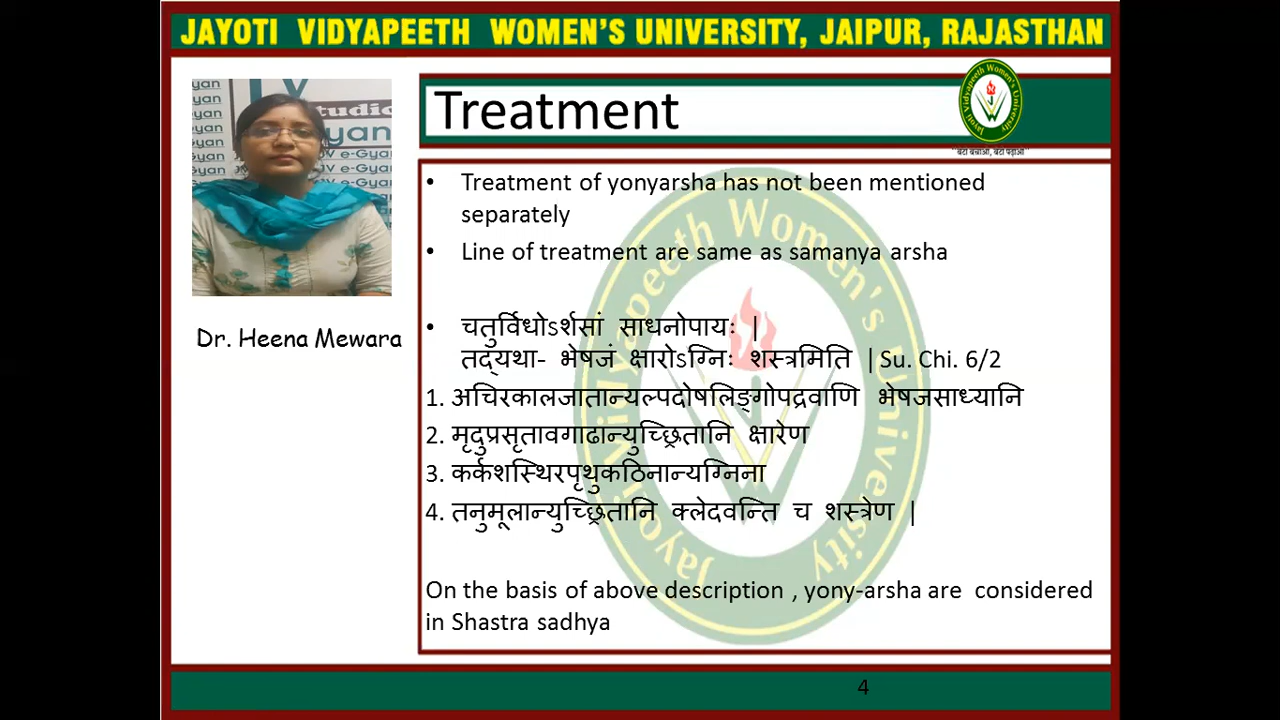 JAYOTI VIDYAPEETH WOMEN'S UNIVERSITY, JAIPUR, RAJASTHAN
Treatment
Jayoti Vidyapeeth Women's University
Dr. Heena Mewara
• Treatment of yonyarsha has not been mentioned
separately
• Line of treatment are same as samanya arsha
• चतुर्विधोऽर्शसां साधनोपायः |
तद्यथा- भेषजं क्षारोऽग्निः शस्त्रमिति | Su. Chi. 6/2
1. अचिरकालजातान्यल्पदोषलिङ्गोपद्रवाणि भेषजसाध्यानि
2. मृदुप्रसृतावगाढान्युच्छ्रितानि क्षारेण
3. कर्कशस्थिरपृथुकठिनान्यग्निना
4. तनुमूलान्युच्छ्रितानि क्लेदवन्ति च शस्त्रेण |
On the basis of above description , yony-arsha are considered
in Shastra sadhya
4